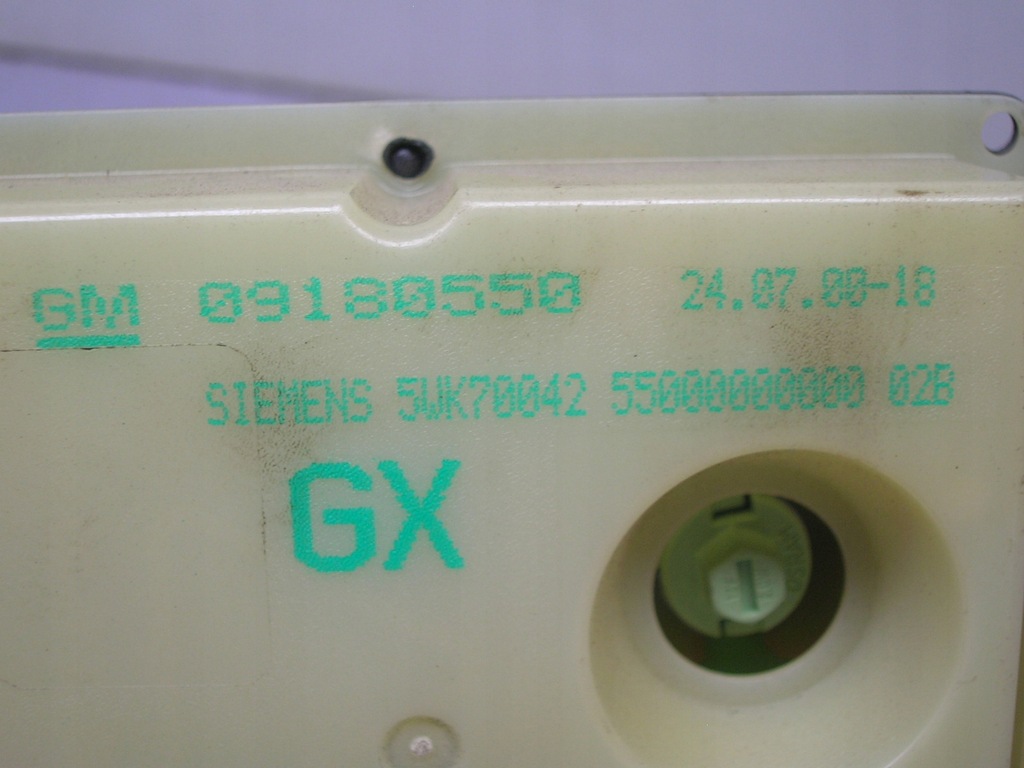 GM 09180550 24.07.00-18
SIEMENS 5WK70042 55000000000 02B
GX